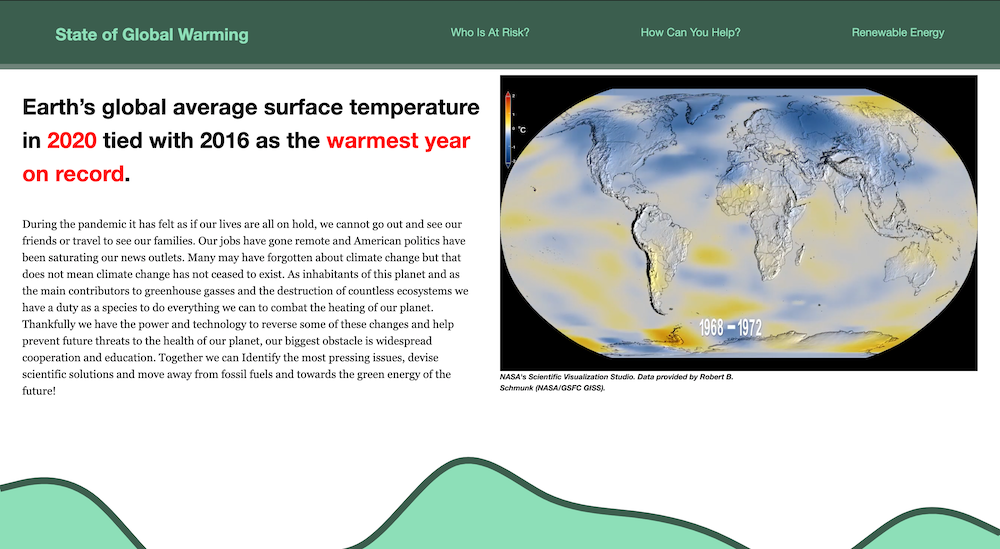 State of Global Warming
Who Is At Risk?
How Can You Help?
Renewable Energy
Earth's global average surface temperature
in 2020 tied with 2016 as the warmest year
on record.
During the pandemic it has felt as if our lives are all on hold, we cannot go out and see our
friends or travel to see our families. Our jobs have gone remote and American politics have
been saturating our news outlets. Many may have forgotten about climate change but that
does not mean climate change has not ceased to exist. As inhabitants of this planet and as
the main contributors to greenhouse gasses and the destruction of countless ecosystems we
have a duty as a species to do everything we can to combat the heating of our planet.
Thankfully we have the power and technology to reverse some of these changes and help
prevent future threats to the health of our planet, our biggest obstacle is widespread
cooperation and education. Together we can Identify the most pressing issues, devise
scientific solutions and move away from fossil fuels and towards the green energy of the
future!
°C
1968 – 1972
NASA's Scientific Visualization Studio. Data provided by Robert B.
Schmunk (NASA/GSFC GISS).